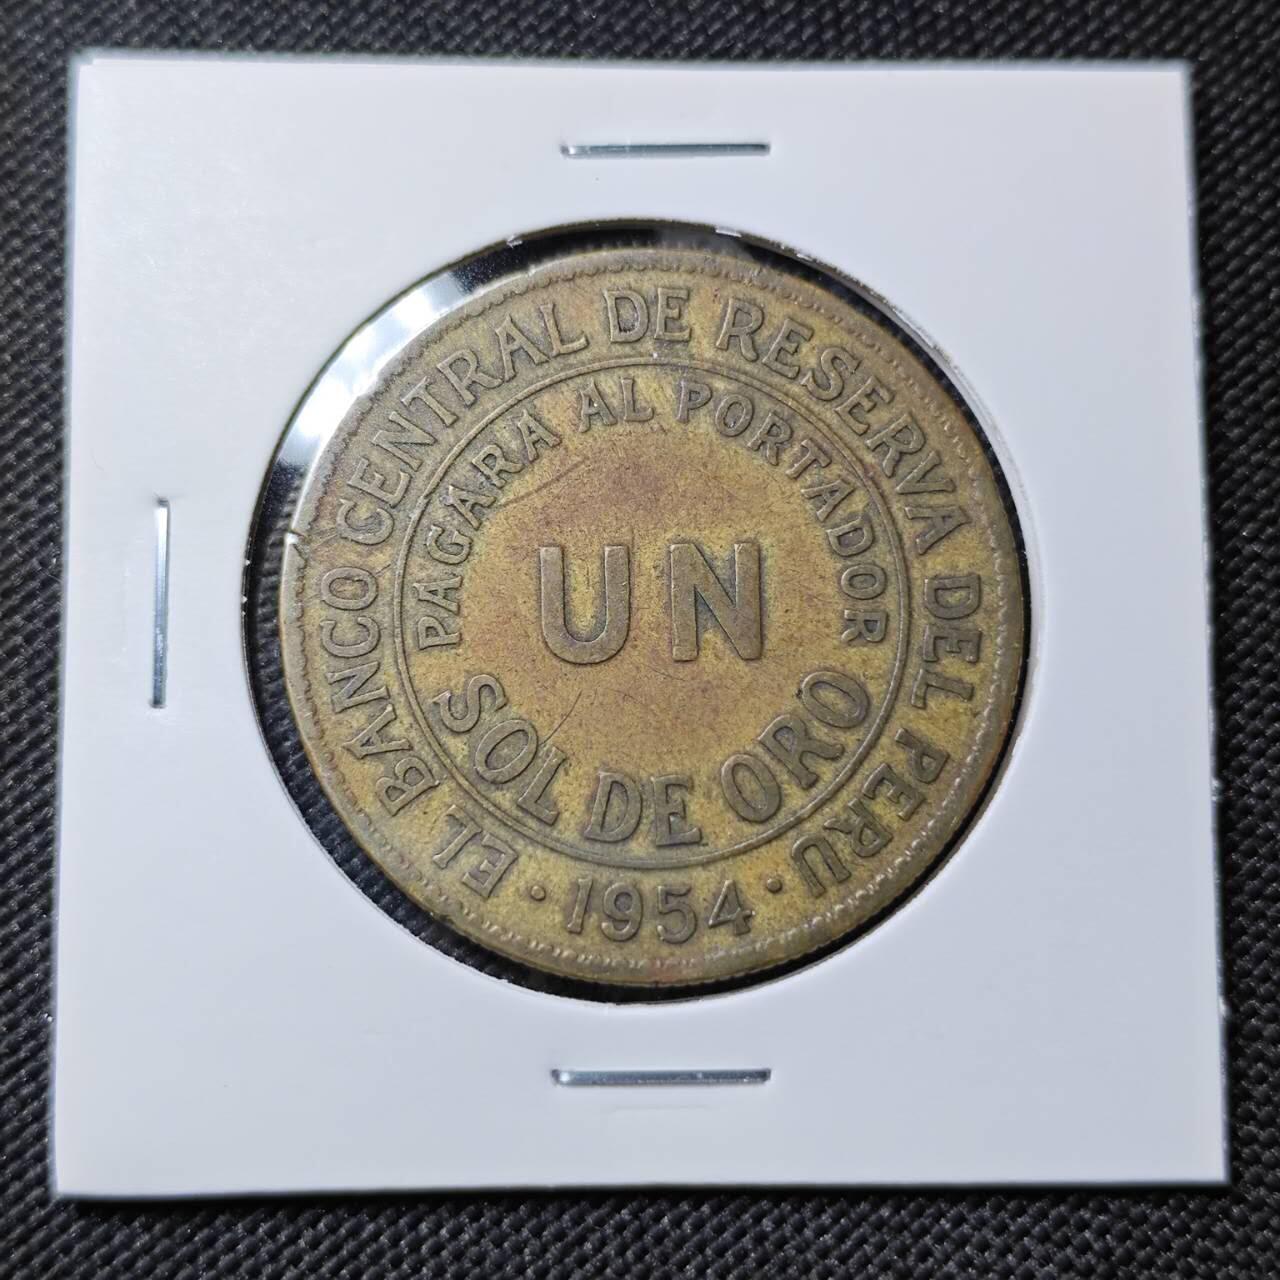 EL BANCO CENTRAL DE RESERVA DEL PERU
PAGARA AL PORTADOR
UN
SOL DE ORO
· 1954 ·